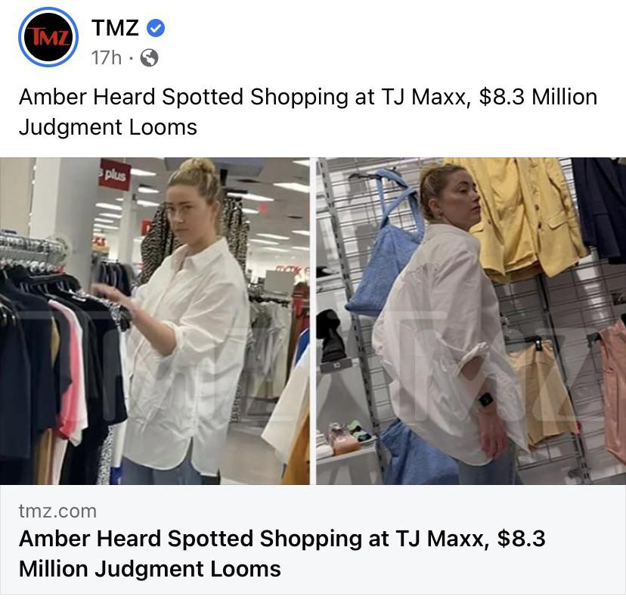 TMZ
TMZ
17h ·
Amber Heard Spotted Shopping at TJ Maxx, $8.3 Million
Judgment Looms
plus
TMZ
TMZ
tmz.com
Amber Heard Spotted Shopping at TJ Maxx, $8.3
Million Judgment Looms